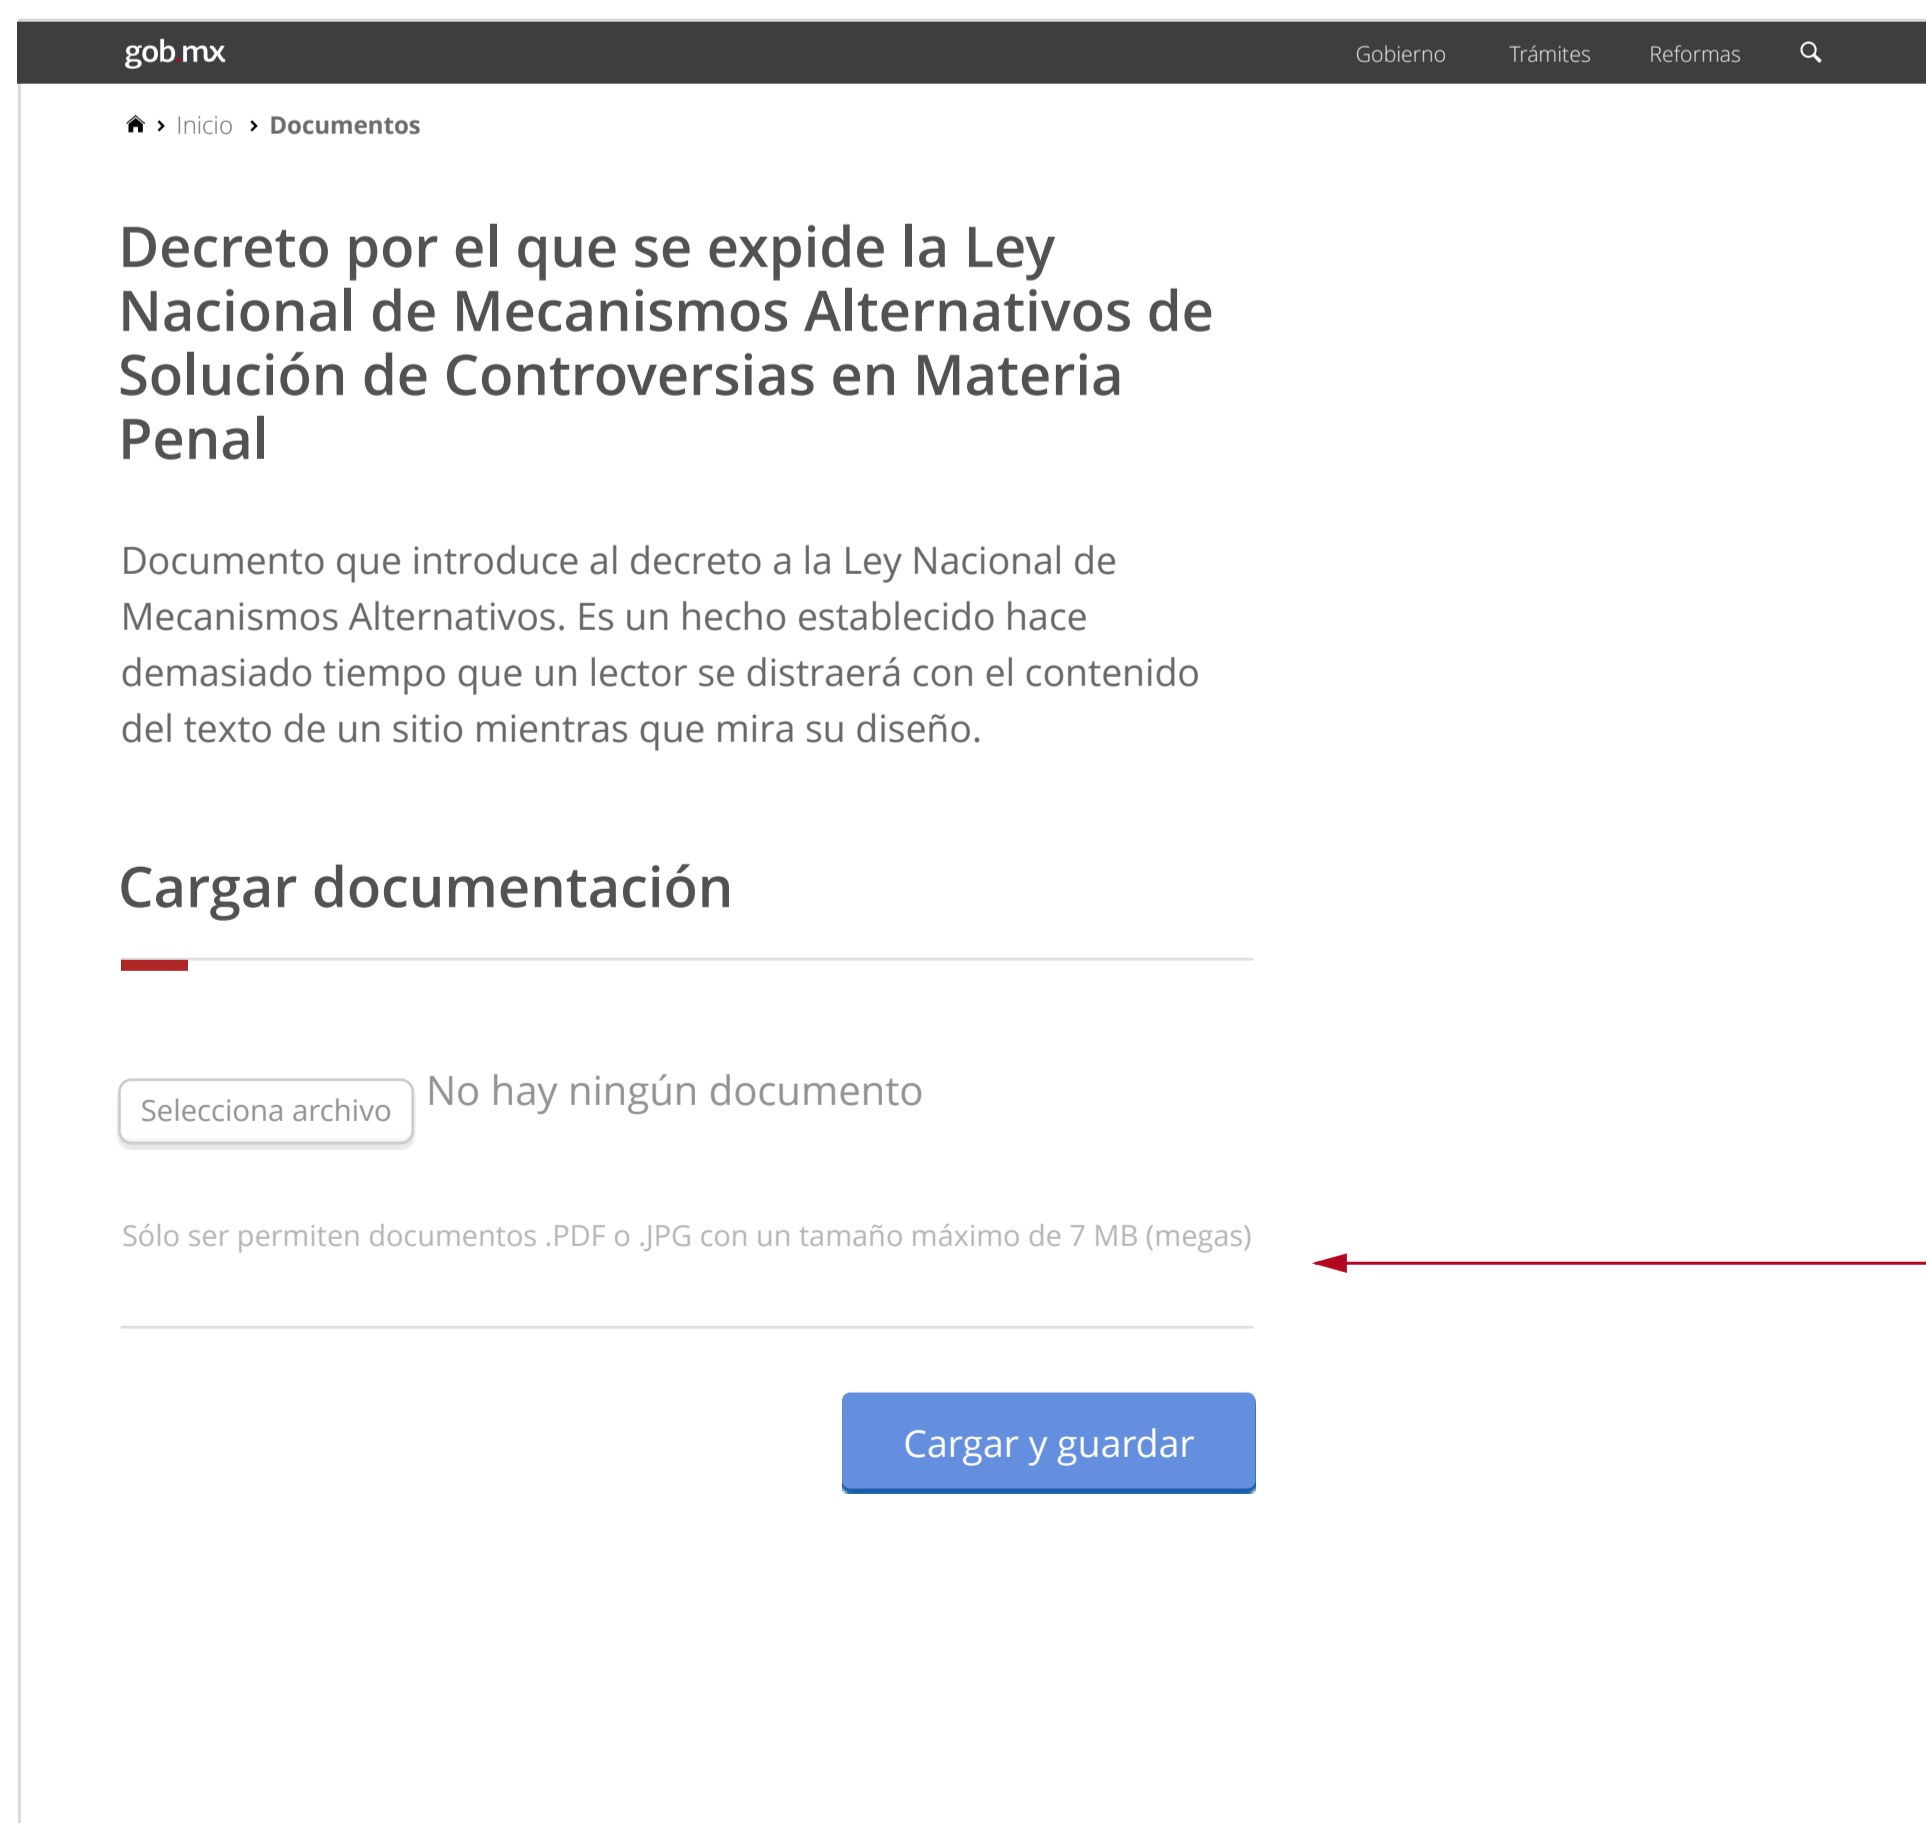 gob.mx
Gobierno Trámites Reformas
Inicio Documentos
Decreto por el que se expide la Ley
Nacional de Mecanismos Alternativos de
Solución de Controversias en Materia
Penal
Documento que introduce al decreto a la Ley Nacional de
Mecanismos Alternativos. Es un hecho establecido hace
demasiado tiempo que un lector se distraerá con el contenido
del texto de un sitio mientras que mira su diseño.
Cargar documentación
Selecciona archivo No hay ningún documento
Sólo ser permiten documentos .PDF o .JPG con un tamaño máximo de 7 MB (megas)
Cargar y guardar